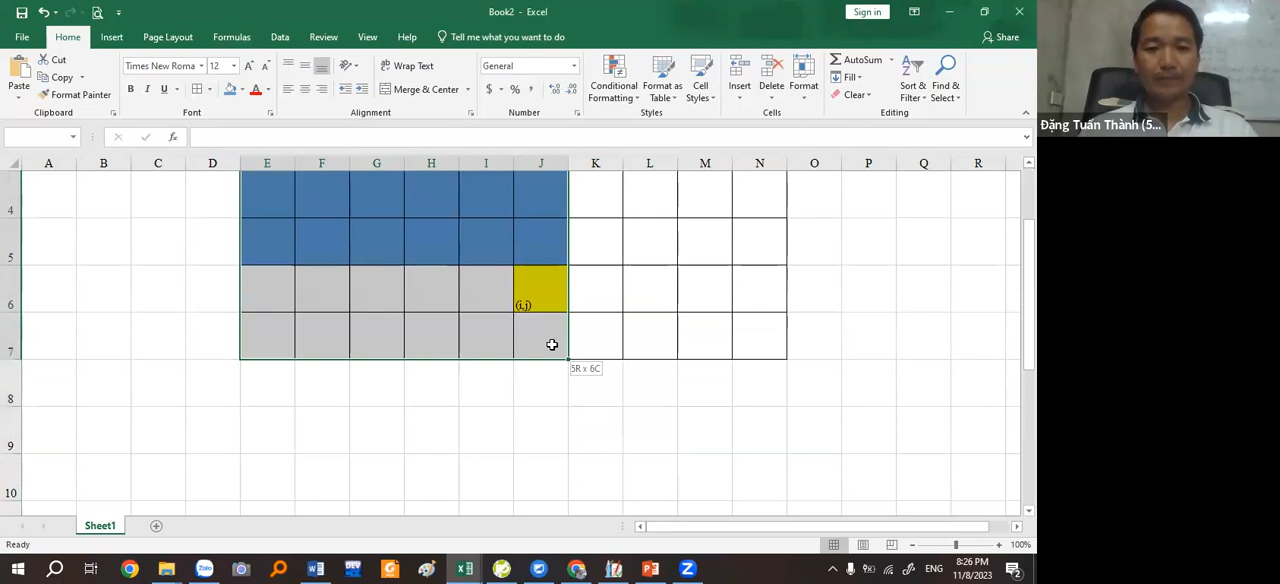 Book2 - Excel
Sign in
File Home Insert Page Layout Formulas Data Review View Help Tell me what you want to do
Share
Paste
Cut
Copy
Format Painter
Clipboard
Times New Roma 12
B I U
Font
Wrap Text
Merge & Center
Alignment
General
$ % ,
Number
Conditional Formatting
Format as Table
Cell Styles
Styles
Insert Delete Format
Cells
AutoSum
Fill
Clear
Sort & Filter
Find & Select
Editing
fx
Đặng Tuấn Thành (5...
A B C D E F G H I J K L M N O P Q R
4
5
6 (i,j)
7
5R x 6C
8
9
10
Sheet1
Ready
100%
ENG
8:26 PM
11/8/2023